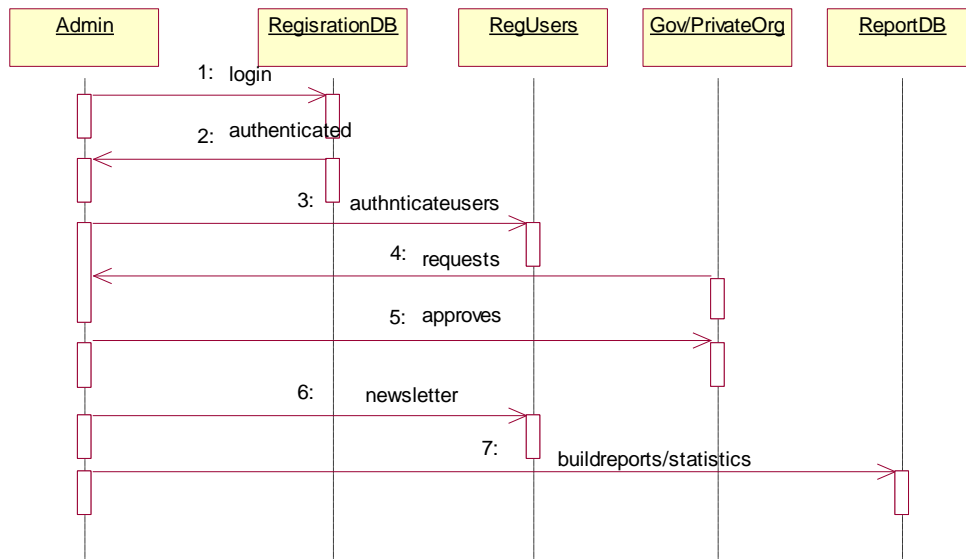 Admin
RegisrationDB
RegUsers
Gov/PrivateOrg
ReportDB
1: login
2: authenticated
3: authnticateusers
4: requests
5: approves
6: newsletter
7: buildreports/statistics